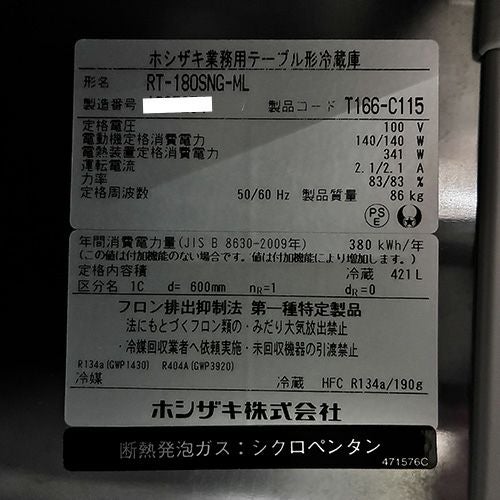 ホシザキ業務用テーブル形冷蔵庫
形名 RT-180SNG-ML
製造番号 製品コード T166-C115
定格電圧 100 V
電動機定格消費電力 140/140 W
電熱装置定格消費電力 341 W
運転電流 2.1/2.1 A
力率 83/83 %
定格周波数 50/60 Hz 製品質量 86 kg
PS E
年間消費電力量(JIS B 8630-2009年) 380 kWh/年
(この値は付加機能のない場合です。値は付加機能により増加します。)
定格内容積 冷蔵 421 L
区分名 1C d= 600mm nR=1 dR=0
フロン排出抑制法 第一種特定製品
・法にもとづくフロン類の・みだり大気放出禁止
・冷媒回収業者へ依頼実施・未回収機器の引渡禁止
R134a(GWP1430) R404A(GWP3920)
冷媒 冷蔵 HFC R134a/190g
ホシザキ株式会社
断熱発泡ガス：シクロペンタン
471576C